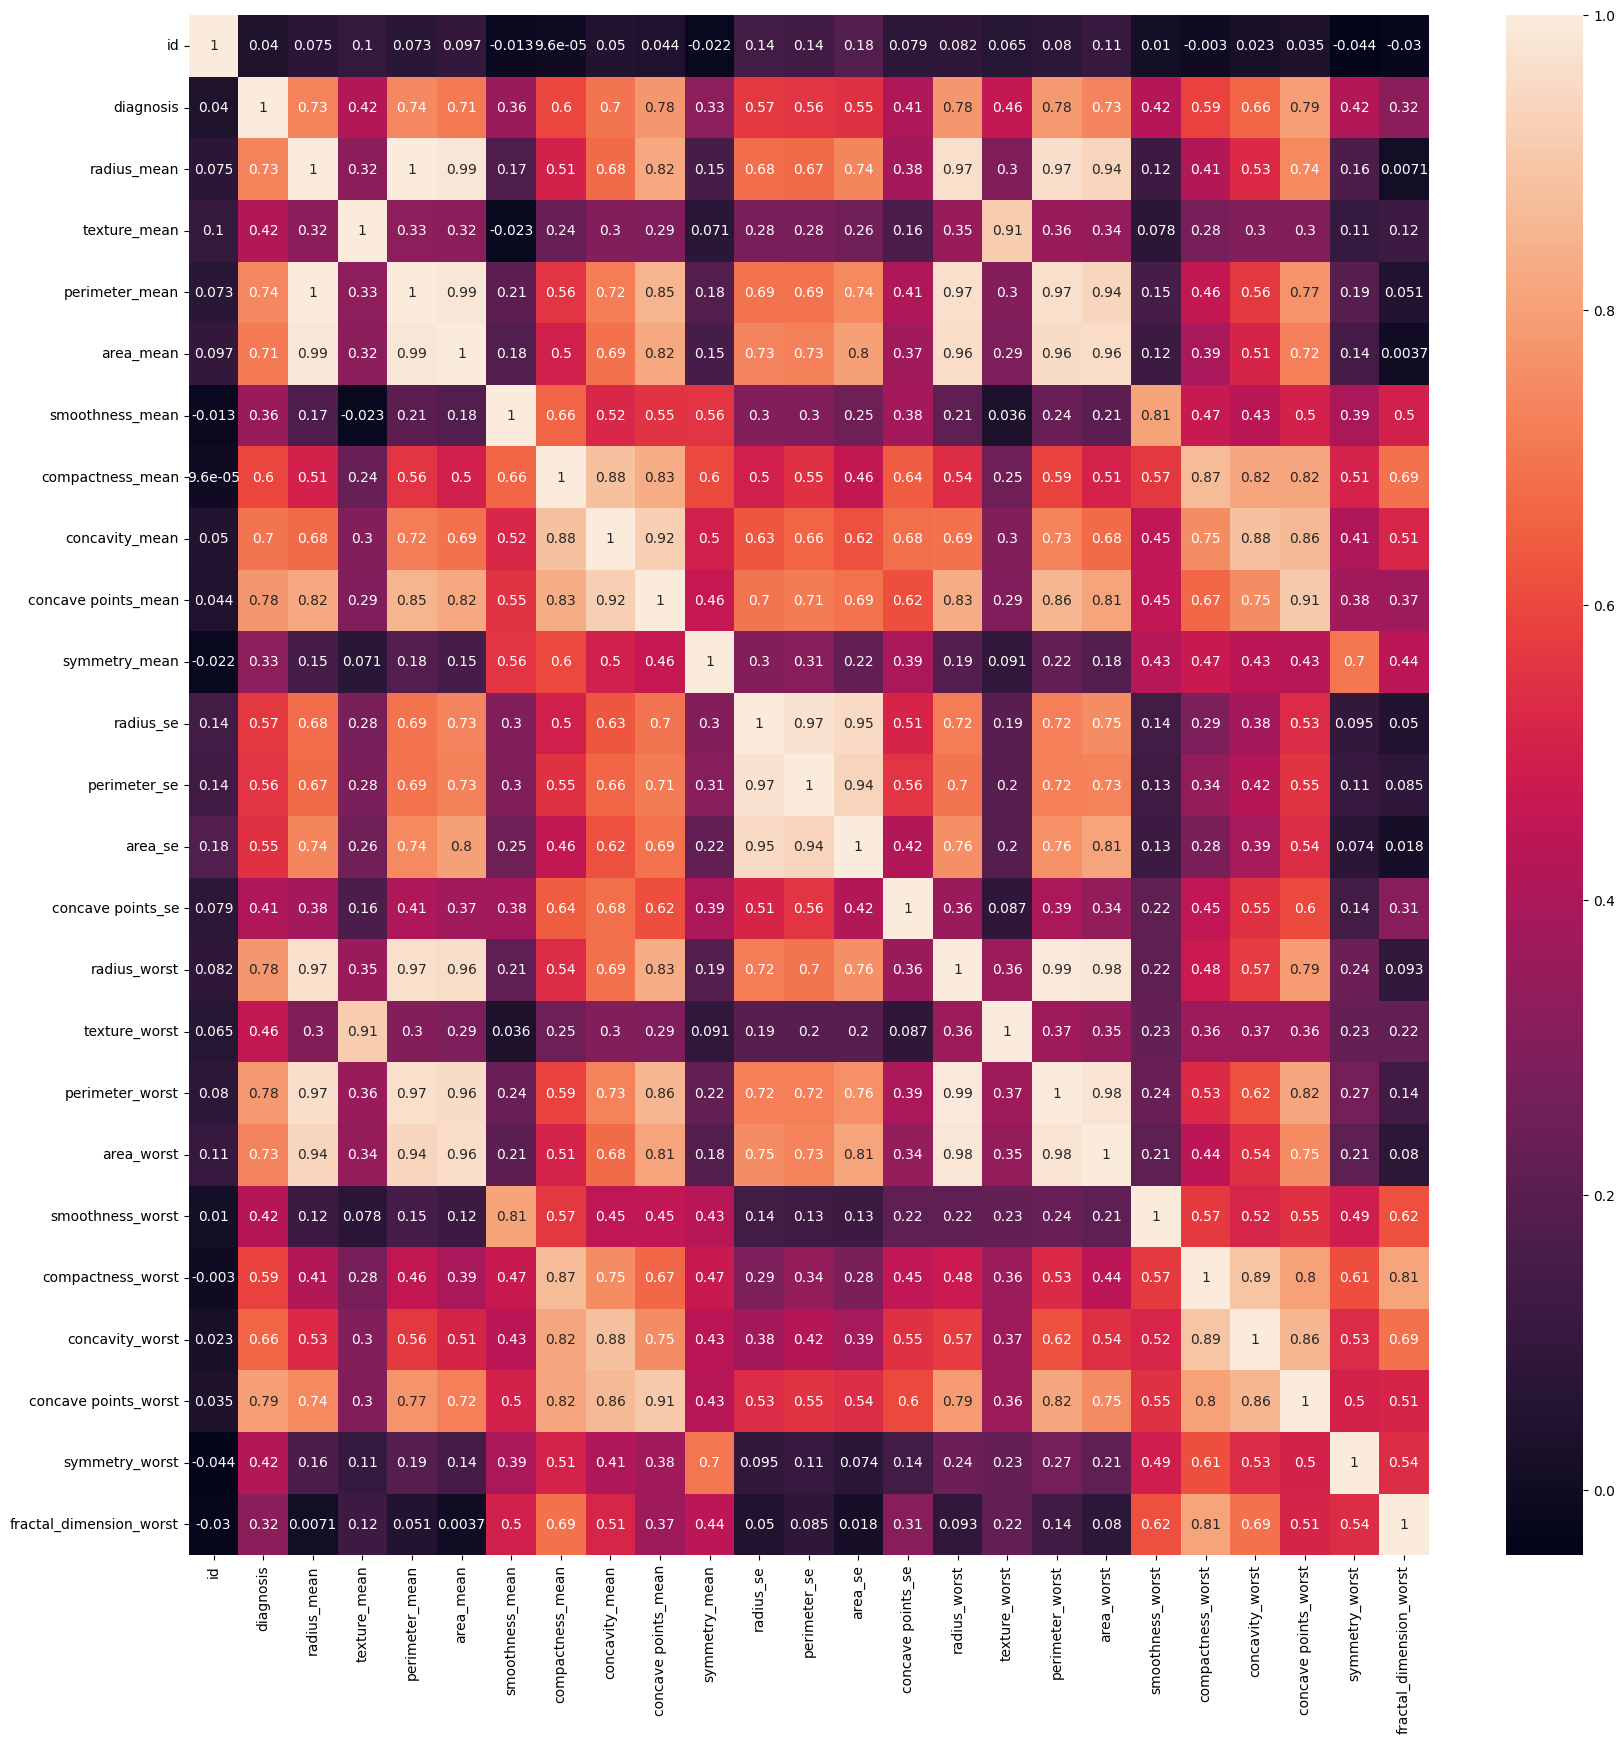 id 1 0.04 0.075 0.1 0.073 0.097 -0.013 9.6e-05 0.05 0.044 -0.022 0.14 0.14 0.18 0.079 0.082 0.065 0.08 0.11 0.01 -0.003 0.023 0.035 -0.044 -0.03
diagnosis 0.04 1 0.73 0.42 0.74 0.71 0.36 0.6 0.7 0.78 0.33 0.57 0.56 0.55 0.41 0.78 0.46 0.78 0.73 0.42 0.59 0.66 0.79 0.42 0.32
radius_mean 0.075 0.73 1 0.32 1 0.99 0.17 0.51 0.68 0.82 0.15 0.68 0.67 0.74 0.38 0.97 0.3 0.97 0.94 0.12 0.41 0.53 0.74 0.16 0.0071
texture_mean 0.1 0.42 0.32 1 0.33 0.32 -0.023 0.24 0.3 0.29 0.071 0.28 0.28 0.26 0.16 0.35 0.91 0.36 0.34 0.078 0.28 0.3 0.3 0.11 0.12
perimeter_mean 0.073 0.74 1 0.33 1 0.99 0.21 0.56 0.72 0.85 0.18 0.69 0.69 0.74 0.41 0.97 0.3 0.97 0.94 0.15 0.46 0.56 0.77 0.19 0.051
area_mean 0.097 0.71 0.99 0.32 0.99 1 0.18 0.5 0.69 0.82 0.15 0.73 0.73 0.8 0.37 0.96 0.29 0.96 0.96 0.12 0.39 0.51 0.72 0.14 0.0037
smoothness_mean -0.013 0.36 0.17 -0.023 0.21 0.18 1 0.66 0.52 0.55 0.56 0.3 0.3 0.25 0.38 0.21 0.036 0.24 0.21 0.81 0.47 0.43 0.5 0.39 0.5
compactness_mean 9.6e-05 0.6 0.51 0.24 0.56 0.5 0.66 1 0.88 0.83 0.6 0.5 0.55 0.46 0.64 0.54 0.25 0.59 0.51 0.57 0.87 0.82 0.82 0.51 0.69
concavity_mean 0.05 0.7 0.68 0.3 0.72 0.69 0.52 0.88 1 0.92 0.5 0.63 0.66 0.62 0.68 0.69 0.3 0.73 0.68 0.45 0.75 0.88 0.86 0.41 0.51
concave points_mean 0.044 0.78 0.82 0.29 0.85 0.82 0.55 0.83 0.92 1 0.46 0.7 0.71 0.69 0.62 0.83 0.29 0.86 0.81 0.45 0.67 0.75 0.91 0.38 0.37
symmetry_mean -0.022 0.33 0.15 0.071 0.18 0.15 0.56 0.6 0.5 0.46 1 0.3 0.31 0.22 0.39 0.19 0.091 0.22 0.18 0.43 0.47 0.43 0.43 0.7 0.44
radius_se 0.14 0.57 0.68 0.28 0.69 0.73 0.3 0.5 0.63 0.7 0.3 1 0.97 0.95 0.51 0.72 0.19 0.72 0.75 0.14 0.29 0.38 0.53 0.095 0.05
perimeter_se 0.14 0.56 0.67 0.28 0.69 0.73 0.3 0.55 0.66 0.71 0.31 0.97 1 0.94 0.56 0.7 0.2 0.72 0.73 0.13 0.34 0.42 0.55 0.11 0.085
area_se 0.18 0.55 0.74 0.26 0.74 0.8 0.25 0.46 0.62 0.69 0.22 0.95 0.94 1 0.42 0.76 0.2 0.76 0.81 0.13 0.28 0.39 0.54 0.074 0.018
concave points_se 0.079 0.41 0.38 0.16 0.41 0.37 0.38 0.64 0.68 0.62 0.39 0.51 0.56 0.42 1 0.36 0.087 0.39 0.34 0.22 0.45 0.55 0.6 0.14 0.31
radius_worst 0.082 0.78 0.97 0.35 0.97 0.96 0.21 0.54 0.69 0.83 0.19 0.72 0.7 0.76 0.36 1 0.36 0.99 0.98 0.22 0.48 0.57 0.79 0.24 0.093
texture_worst 0.065 0.46 0.3 0.91 0.3 0.29 0.036 0.25 0.3 0.29 0.091 0.19 0.2 0.2 0.087 0.36 1 0.37 0.35 0.23 0.36 0.37 0.36 0.23 0.22
perimeter_worst 0.08 0.78 0.97 0.36 0.97 0.96 0.24 0.59 0.73 0.86 0.22 0.72 0.72 0.76 0.39 0.99 0.37 1 0.98 0.24 0.53 0.62 0.82 0.27 0.14
area_worst 0.11 0.73 0.94 0.34 0.94 0.96 0.21 0.51 0.68 0.81 0.18 0.75 0.73 0.81 0.34 0.98 0.35 0.98 1 0.21 0.44 0.54 0.75 0.21 0.08
smoothness_worst 0.01 0.42 0.12 0.078 0.15 0.12 0.81 0.57 0.45 0.45 0.43 0.14 0.13 0.13 0.22 0.22 0.23 0.24 0.21 1 0.57 0.52 0.55 0.49 0.62
compactness_worst -0.003 0.59 0.41 0.28 0.46 0.39 0.47 0.87 0.75 0.67 0.47 0.29 0.34 0.28 0.45 0.48 0.36 0.53 0.44 0.57 1 0.89 0.8 0.61 0.81
concavity_worst 0.023 0.66 0.53 0.3 0.56 0.51 0.43 0.82 0.88 0.75 0.43 0.38 0.42 0.39 0.55 0.57 0.37 0.62 0.54 0.52 0.89 1 0.86 0.53 0.69
concave points_worst 0.035 0.79 0.74 0.3 0.77 0.72 0.5 0.82 0.86 0.91 0.43 0.53 0.55 0.54 0.6 0.79 0.36 0.82 0.75 0.55 0.8 0.86 1 0.5 0.51
symmetry_worst -0.044 0.42 0.16 0.11 0.19 0.14 0.39 0.51 0.41 0.38 0.7 0.095 0.11 0.074 0.14 0.24 0.23 0.27 0.21 0.49 0.61 0.53 0.5 1 0.54
fractal_dimension_worst -0.03 0.32 0.0071 0.12 0.051 0.0037 0.5 0.69 0.51 0.37 0.44 0.05 0.085 0.018 0.31 0.093 0.22 0.14 0.08 0.62 0.81 0.69 0.51 0.54 1
id
diagnosis
radius_mean
texture_mean
perimeter_mean
area_mean
smoothness_mean
compactness_mean
concavity_mean
concave points_mean
symmetry_mean
radius_se
perimeter_se
area_se
concave points_se
radius_worst
texture_worst
perimeter_worst
area_worst
smoothness_worst
compactness_worst
concavity_worst
concave points_worst
symmetry_worst
fractal_dimension_worst
1.0
0.8
0.6
0.4
0.2
0.0